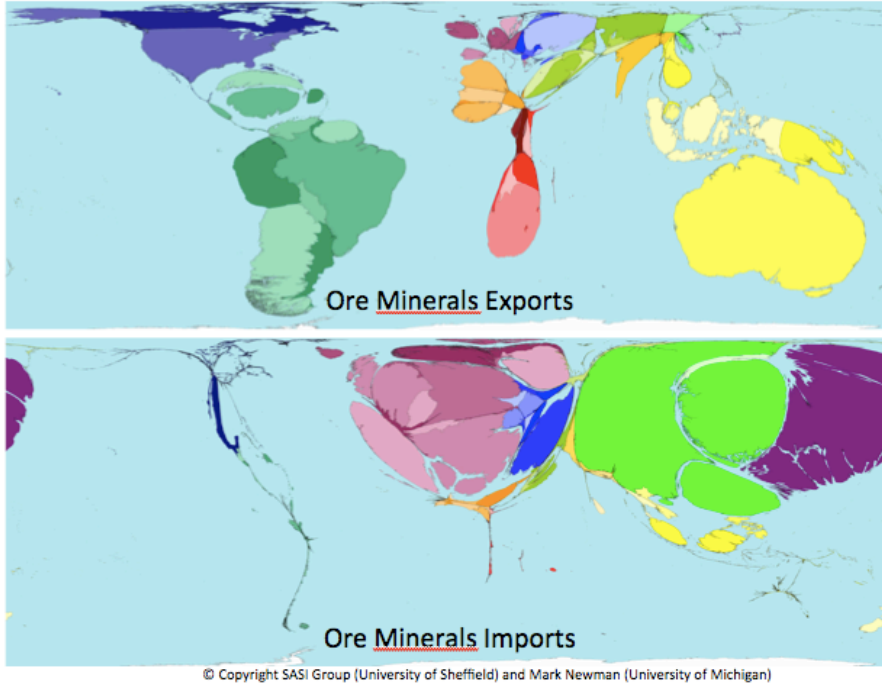 Ore Minerals Exports
Ore Minerals Imports
© Copyright SASI Group (University of Sheffield) and Mark Newman (University of Michigan)